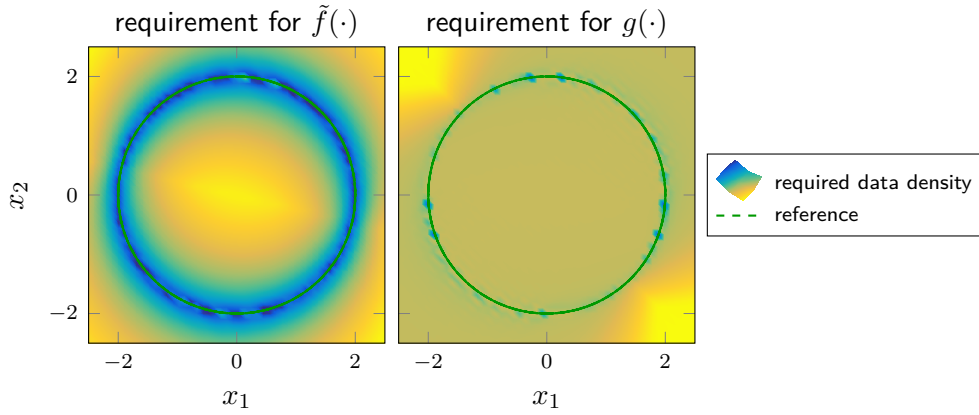 requirement for f̃(·)
requirement for g(·)
2
0
−2
x₂
−2 0 2
−2 0 2
x₁
x₁
required data density
reference